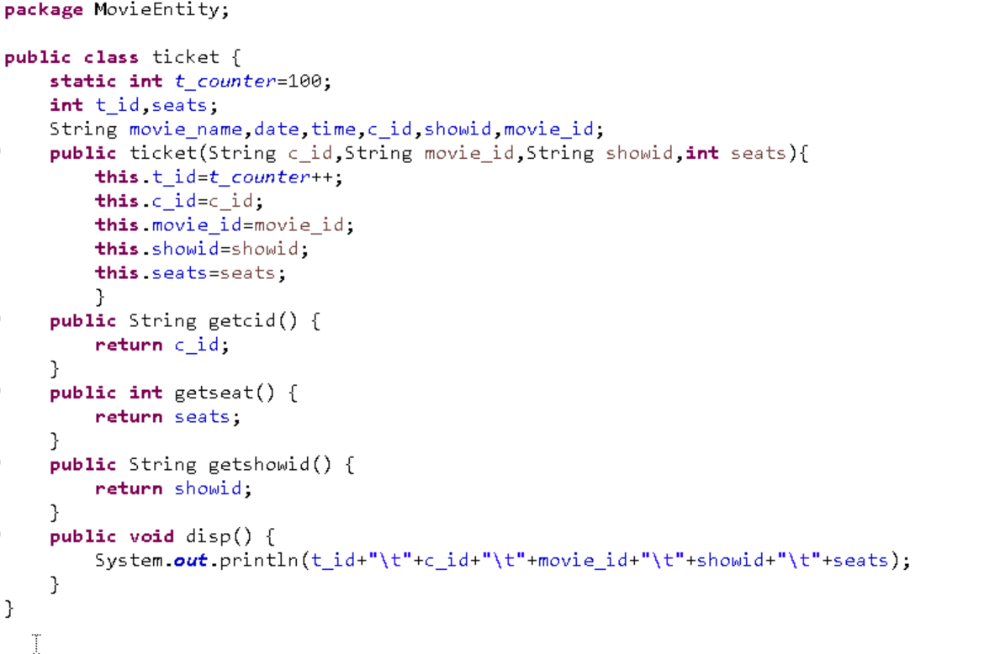 package MovieEntity;
public class ticket {
static int t_counter=100;
int t_id,seats;
String movie_name,date,time,c_id,showid,movie_id;
public ticket(String c_id,String movie_id,String showid,int seats){
this.t_id=t_counter++;
this.c_id=c_id;
this.movie_id=movie_id;
this.showid=showid;
this.seats=seats;
}
public String getcid() {
return c_id;
}
public int getseat() {
return seats;
}
public String getshowid() {
return showid;
}
public void disp() {
System.out.println(t_id+"\t"+c_id+"\t"+movie_id+"\t"+showid+"\t"+seats);
}
}